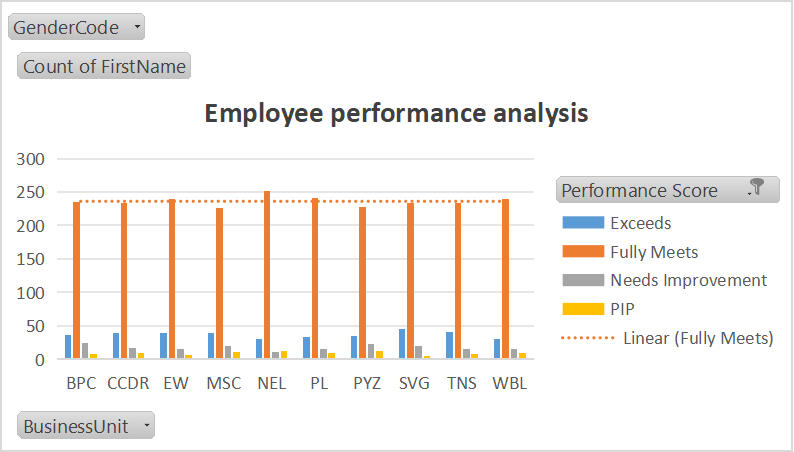 GenderCode
Count of FirstName
Employee performance analysis
300
250
200
150
100
50
0
BPC CCDR EW MSC NEL PL PYZ SVG TNS WBL
Performance Score
Exceeds
Fully Meets
Needs Improvement
PIP
Linear (Fully Meets)
BusinessUnit